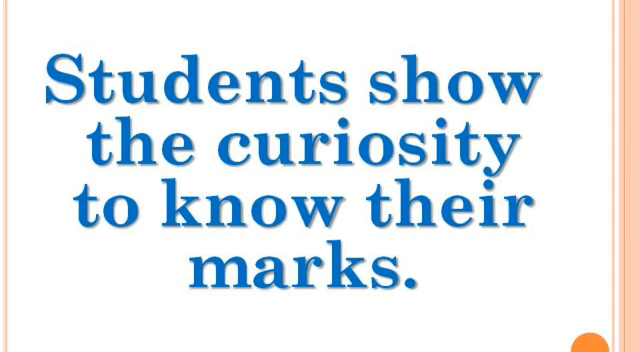 Students show
the curiosity
to know their
marks.